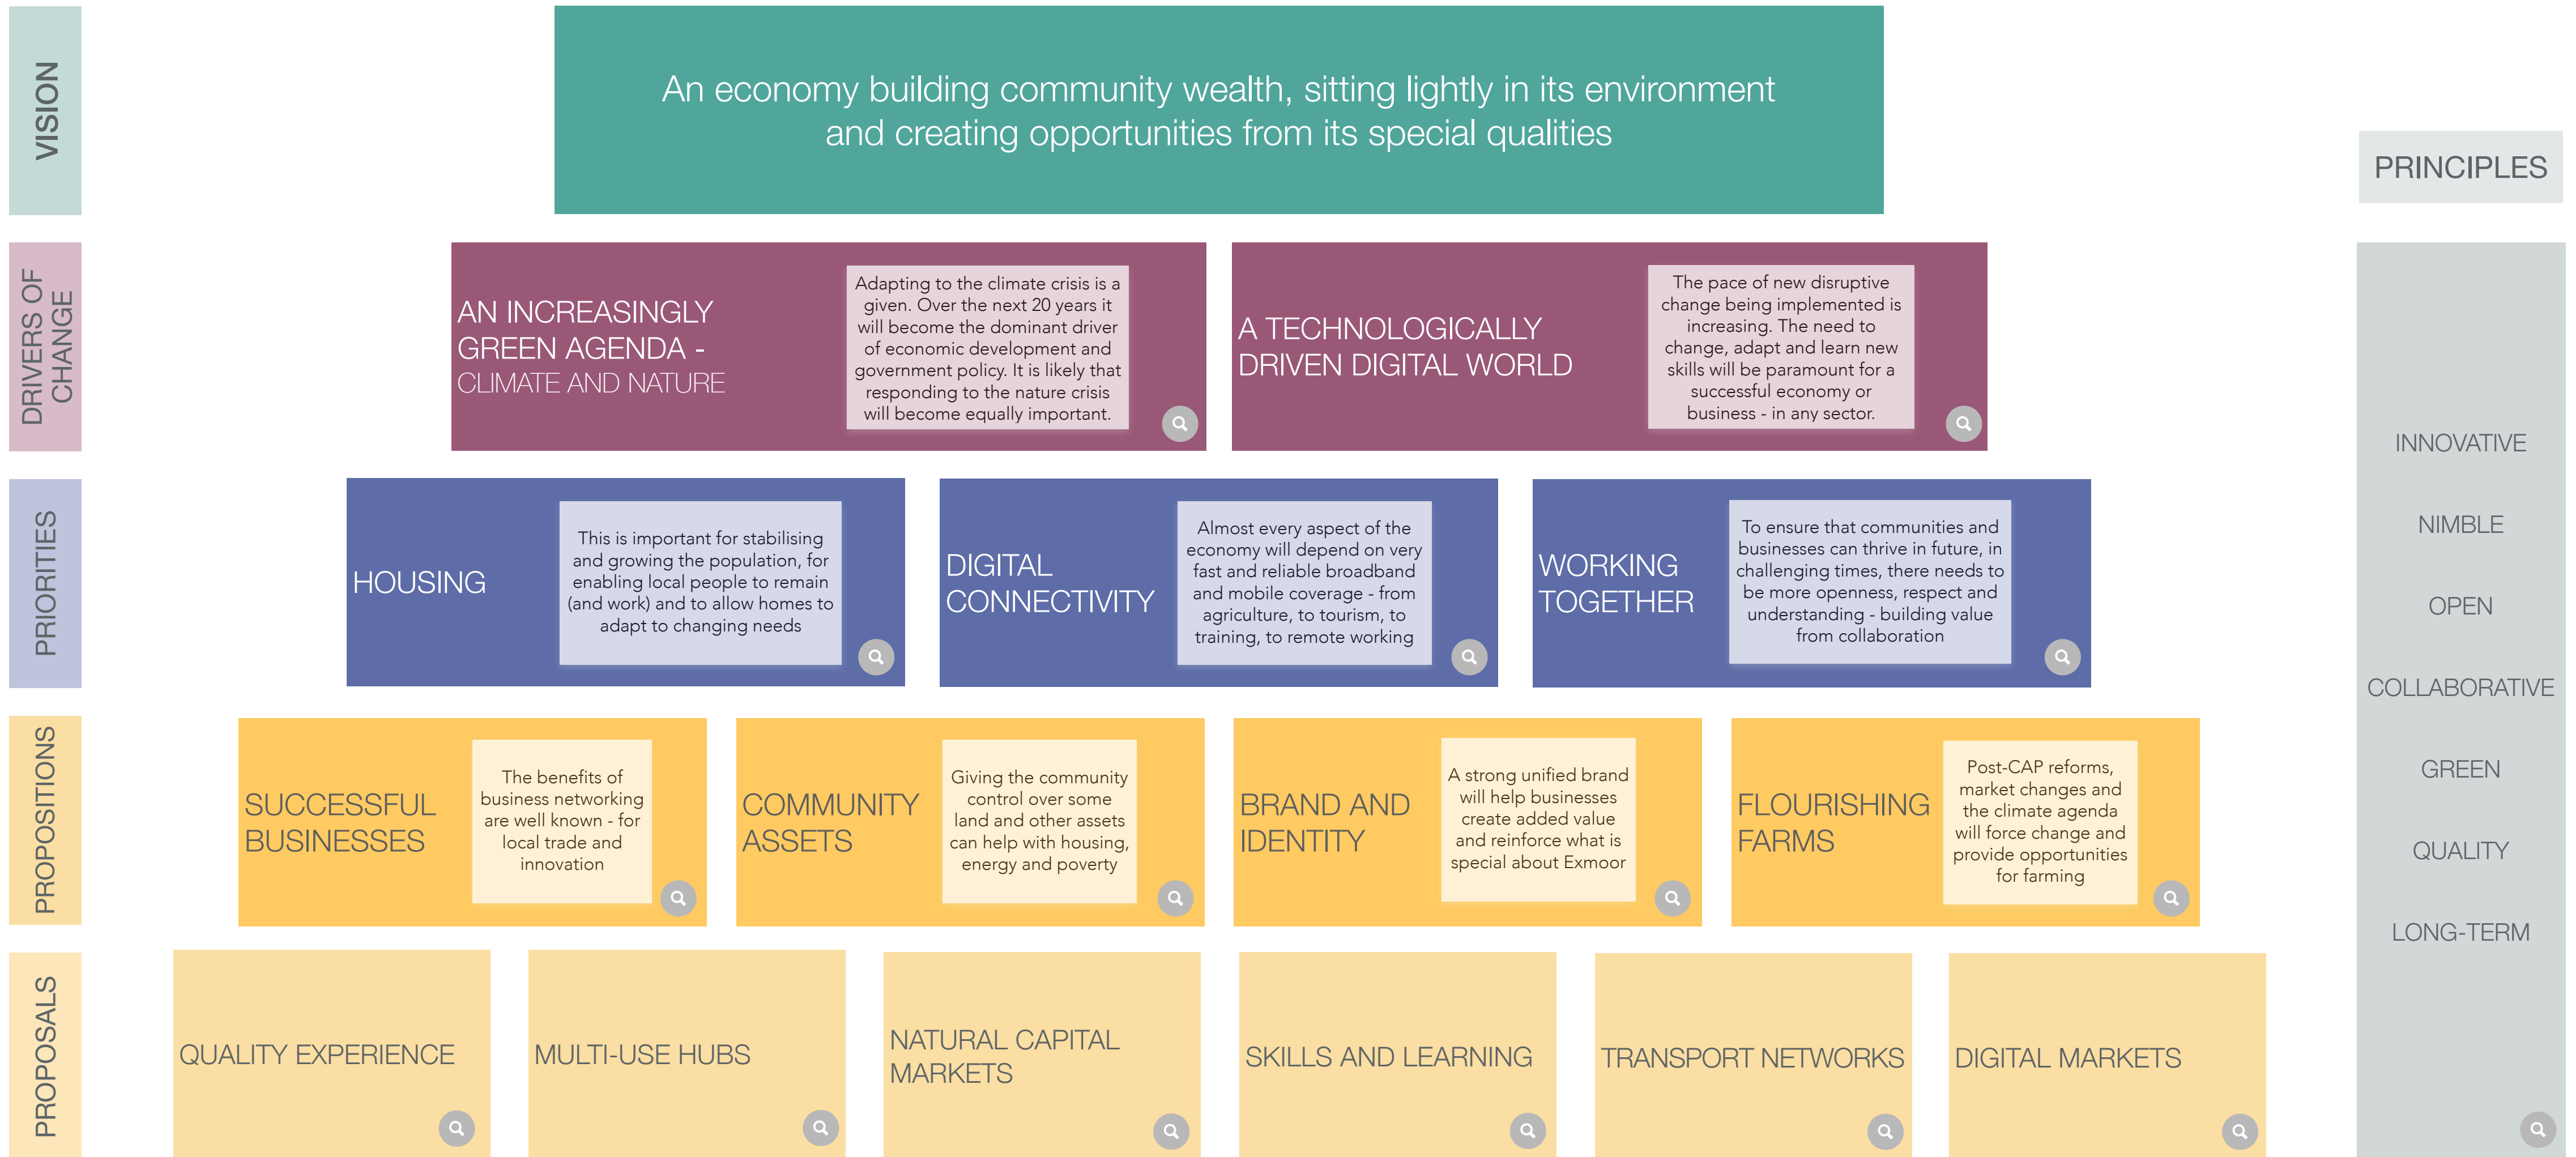 VISION
An economy building community wealth, sitting lightly in its environment
and creating opportunities from its special qualities
PRINCIPLES
DRIVERS OF
CHANGE
AN INCREASINGLY
GREEN AGENDA -
CLIMATE AND NATURE
Adapting to the climate crisis is a
given. Over the next 20 years it
will become the dominant driver
of economic development and
government policy. It is likely that
responding to the nature crisis
will become equally important.
A TECHNOLOGICALLY
DRIVEN DIGITAL WORLD
The pace of new disruptive
change being implemented is
increasing. The need to
change, adapt and learn new
skills will be paramount for a
successful economy or
business - in any sector.
PRIORITIES
HOUSING
This is important for stabilising
and growing the population, for
enabling local people to remain
(and work) and to allow homes to
adapt to changing needs
DIGITAL
CONNECTIVITY
Almost every aspect of the
economy will depend on very
fast and reliable broadband
and mobile coverage - from
agriculture, to tourism, to
training, to remote working
WORKING
TOGETHER
To ensure that communities and
businesses can thrive in future, in
challenging times, there needs to
be more openness, respect and
understanding - building value
from collaboration
PROPOSITIONS
SUCCESSFUL
BUSINESSES
The benefits of
business networking
are well known - for
local trade and
innovation
COMMUNITY
ASSETS
Giving the community
control over some
land and other assets
can help with housing,
energy and poverty
BRAND AND
IDENTITY
A strong unified brand
will help businesses
create added value
and reinforce what is
special about Exmoor
FLOURISHING
FARMS
Post-CAP reforms,
market changes and
the climate agenda
will force change and
provide opportunities
for farming
PROPOSALS
QUALITY EXPERIENCE
MULTI-USE HUBS
NATURAL CAPITAL
MARKETS
SKILLS AND LEARNING
TRANSPORT NETWORKS
DIGITAL MARKETS
INNOVATIVE
NIMBLE
OPEN
COLLABORATIVE
GREEN
QUALITY
LONG-TERM